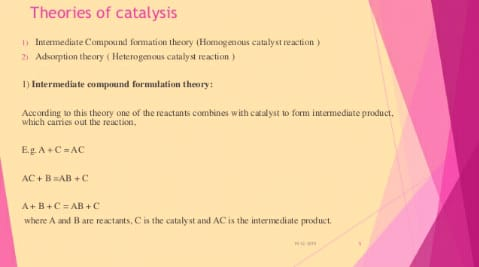 Theories of catalysis
1) Intermediate Compound formation theory (Homogenous catalyst reaction )
2) Adsorption theory ( Heterogenous catalyst reaction )
1) Intermediate compound formulation theory:
According to this theory one of the reactants combines with catalyst to form intermediate product,
which carries out the reaction,
E.g. A + C = AC
AC + B =AB + C
A + B + C = AB + C
where A and B are reactants, C is the catalyst and AC is the intermediate product.